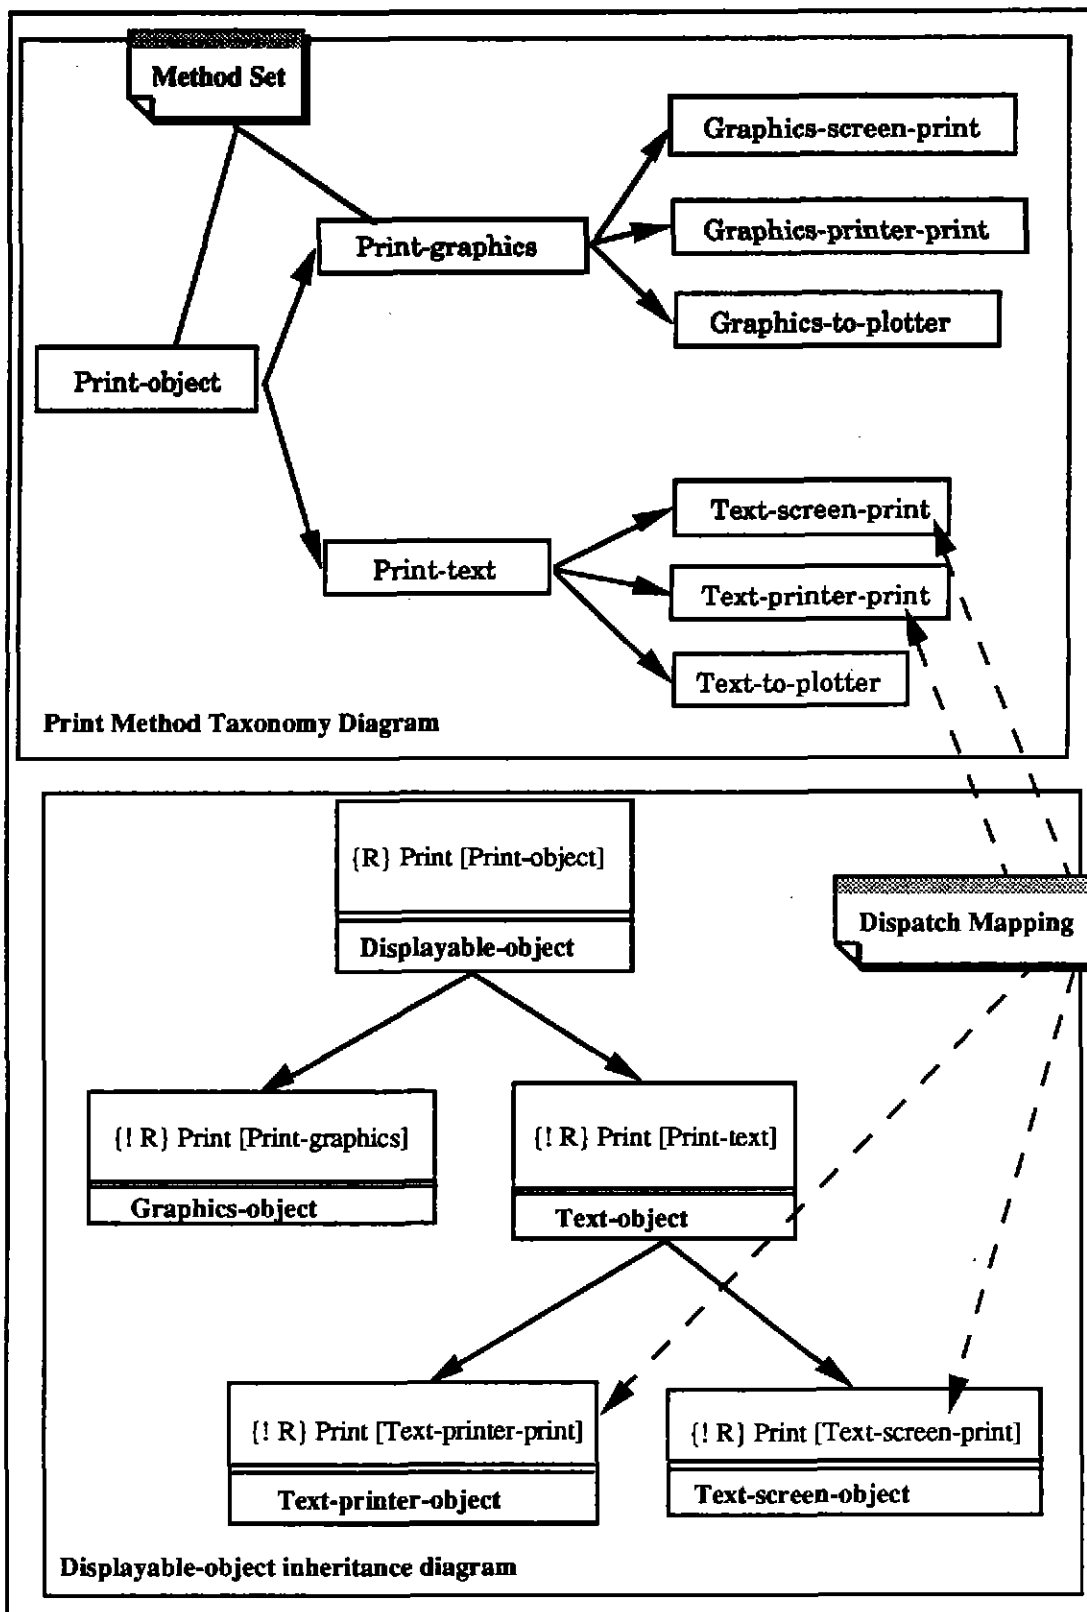 Method Set
Graphics-screen-print
Print-graphics
Graphics-printer-print
Graphics-to-plotter
Print-object
Text-screen-print
Print-text
Text-printer-print
Text-to-plotter
Print Method Taxonomy Diagram
{R} Print [Print-object]
Displayable-object
Dispatch Mapping
{! R} Print [Print-graphics]
Graphics-object
{! R} Print [Print-text]
Text-object
{! R} Print [Text-printer-print]
Text-printer-object
{! R} Print [Text-screen-print]
Text-screen-object
Displayable-object inheritance diagram